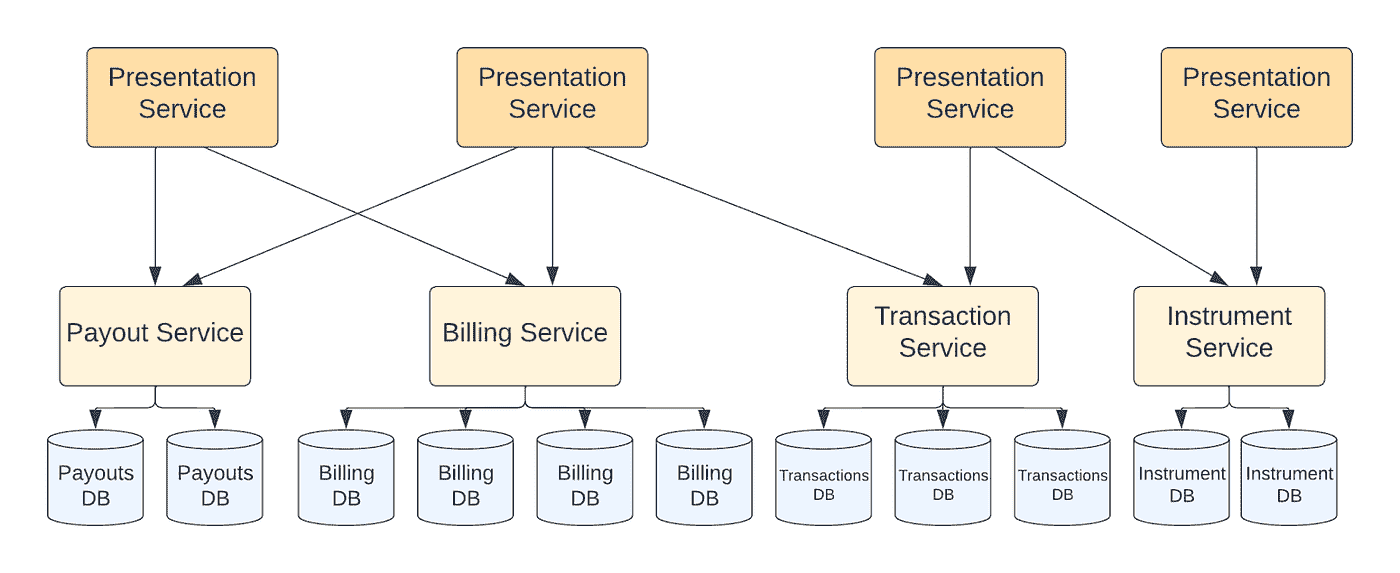 Presentation
Service
Presentation
Service
Presentation
Service
Presentation
Service
Payout Service
Billing Service
Transaction
Service
Instrument
Service
Payouts
DB
Payouts
DB
Billing
DB
Billing
DB
Billing
DB
Billing
DB
Transactions
DB
Transactions
DB
Transactions
DB
Instrument
DB
Instrument
DB